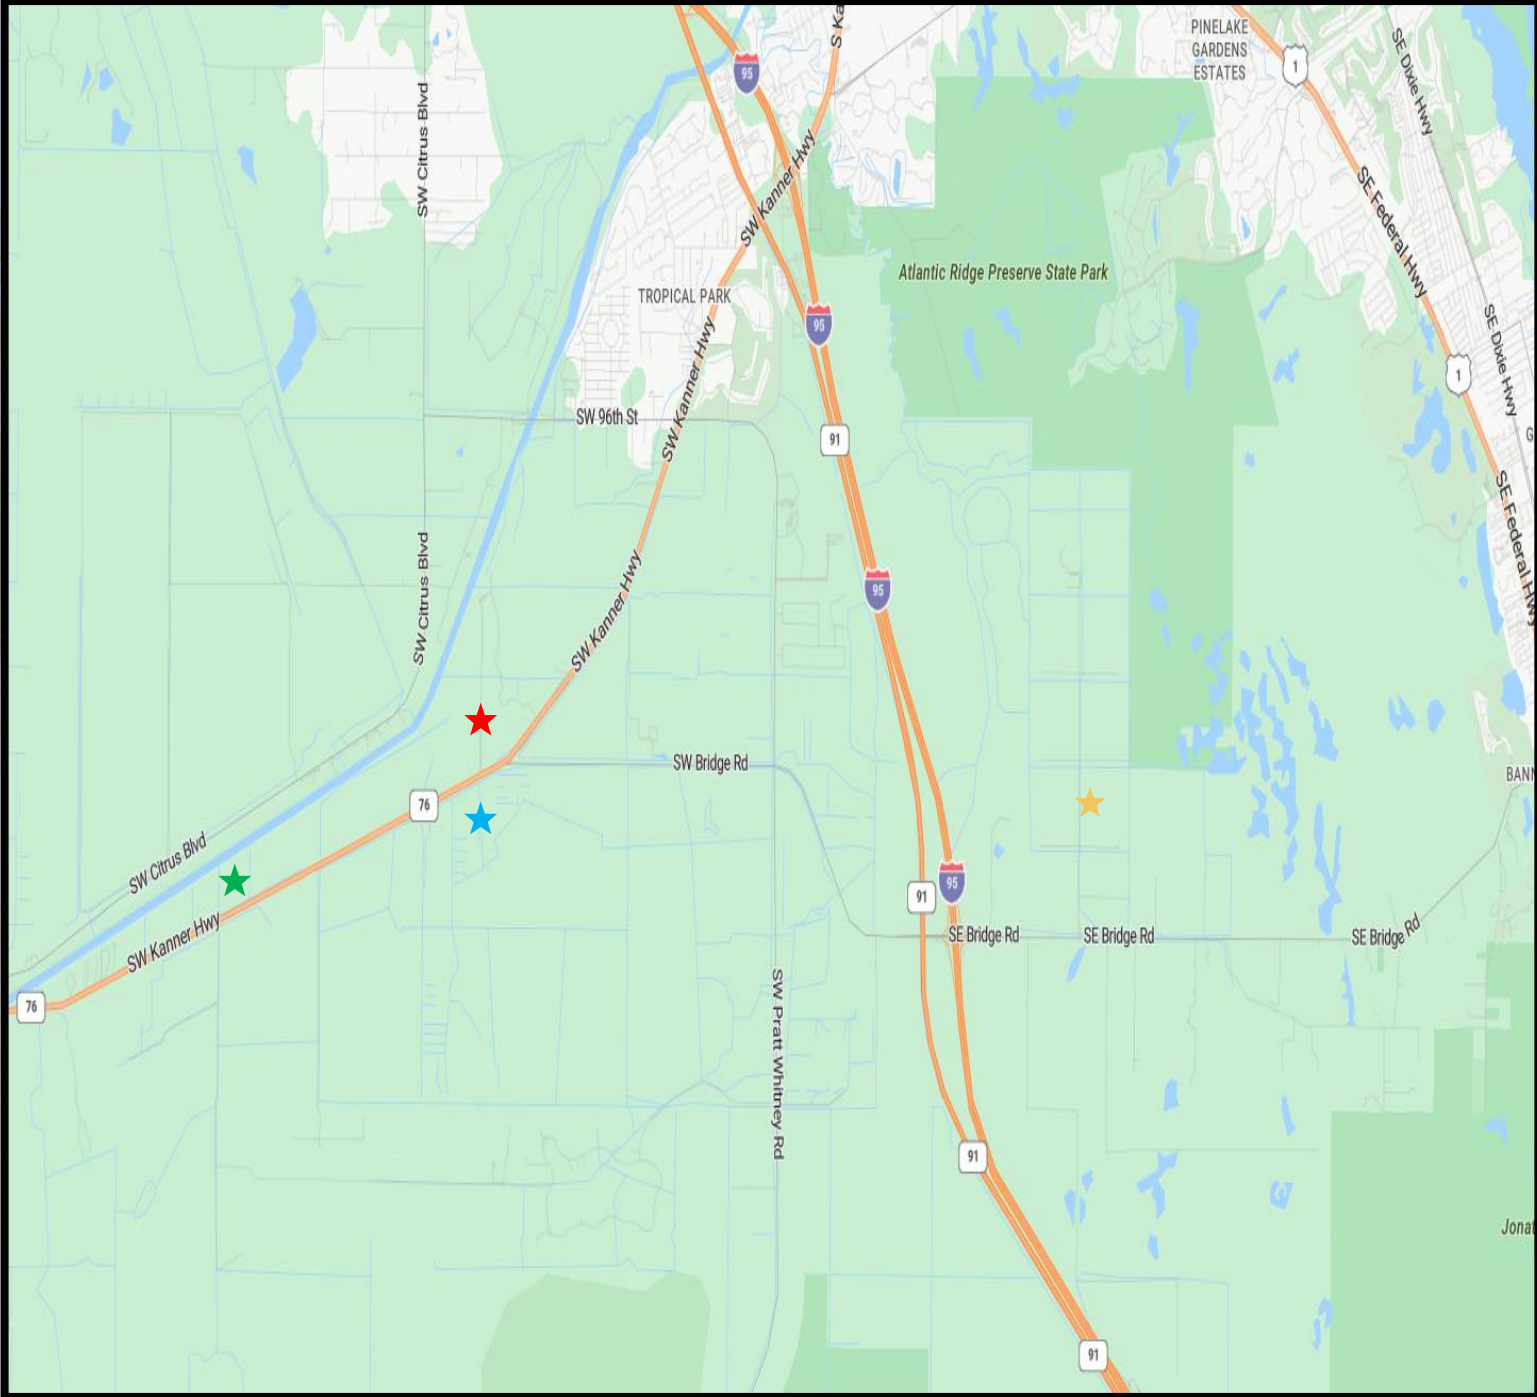 S Ka
PINELAKE
GARDENS
ESTATES
1
SE Dixie Hwy
95
SW Citrus Blvd
SW Kanner Hwy
SE Federal Hwy
Atlantic Ridge Preserve State Park
TROPICAL PARK
95
SE Dixie Hwy
SW Kanner Hwy
1
SW 96th St
91
G
SE Federal Hwy
SW Citrus Blvd
95
SW Kanner Hwy
SW Bridge Rd
BANN
76
SW Citrus Blvd
95
91
SW Kanner Hwy
SE Bridge Rd
SE Bridge Rd
SE Bridge Rd
76
SW Pratt Whitney Rd
91
Jonat
91